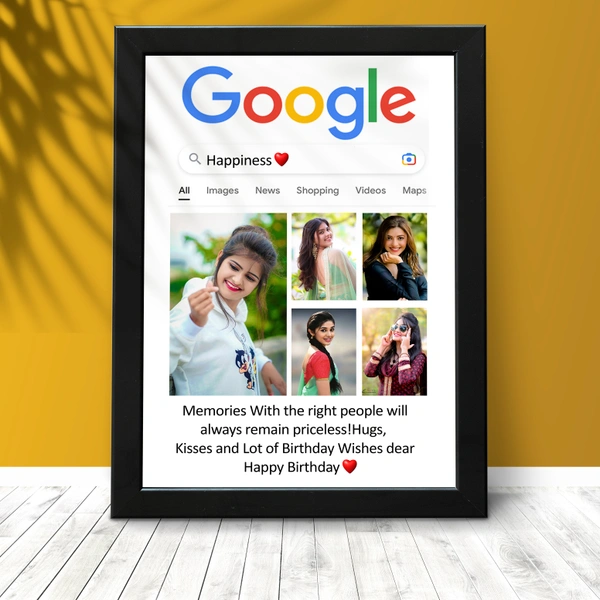 Google
Happiness❤️
All Images News Shopping Videos Maps
Memories With the right people will
always remain priceless!Hugs,
Kisses and Lot of Birthday Wishes dear
Happy Birthday❤️